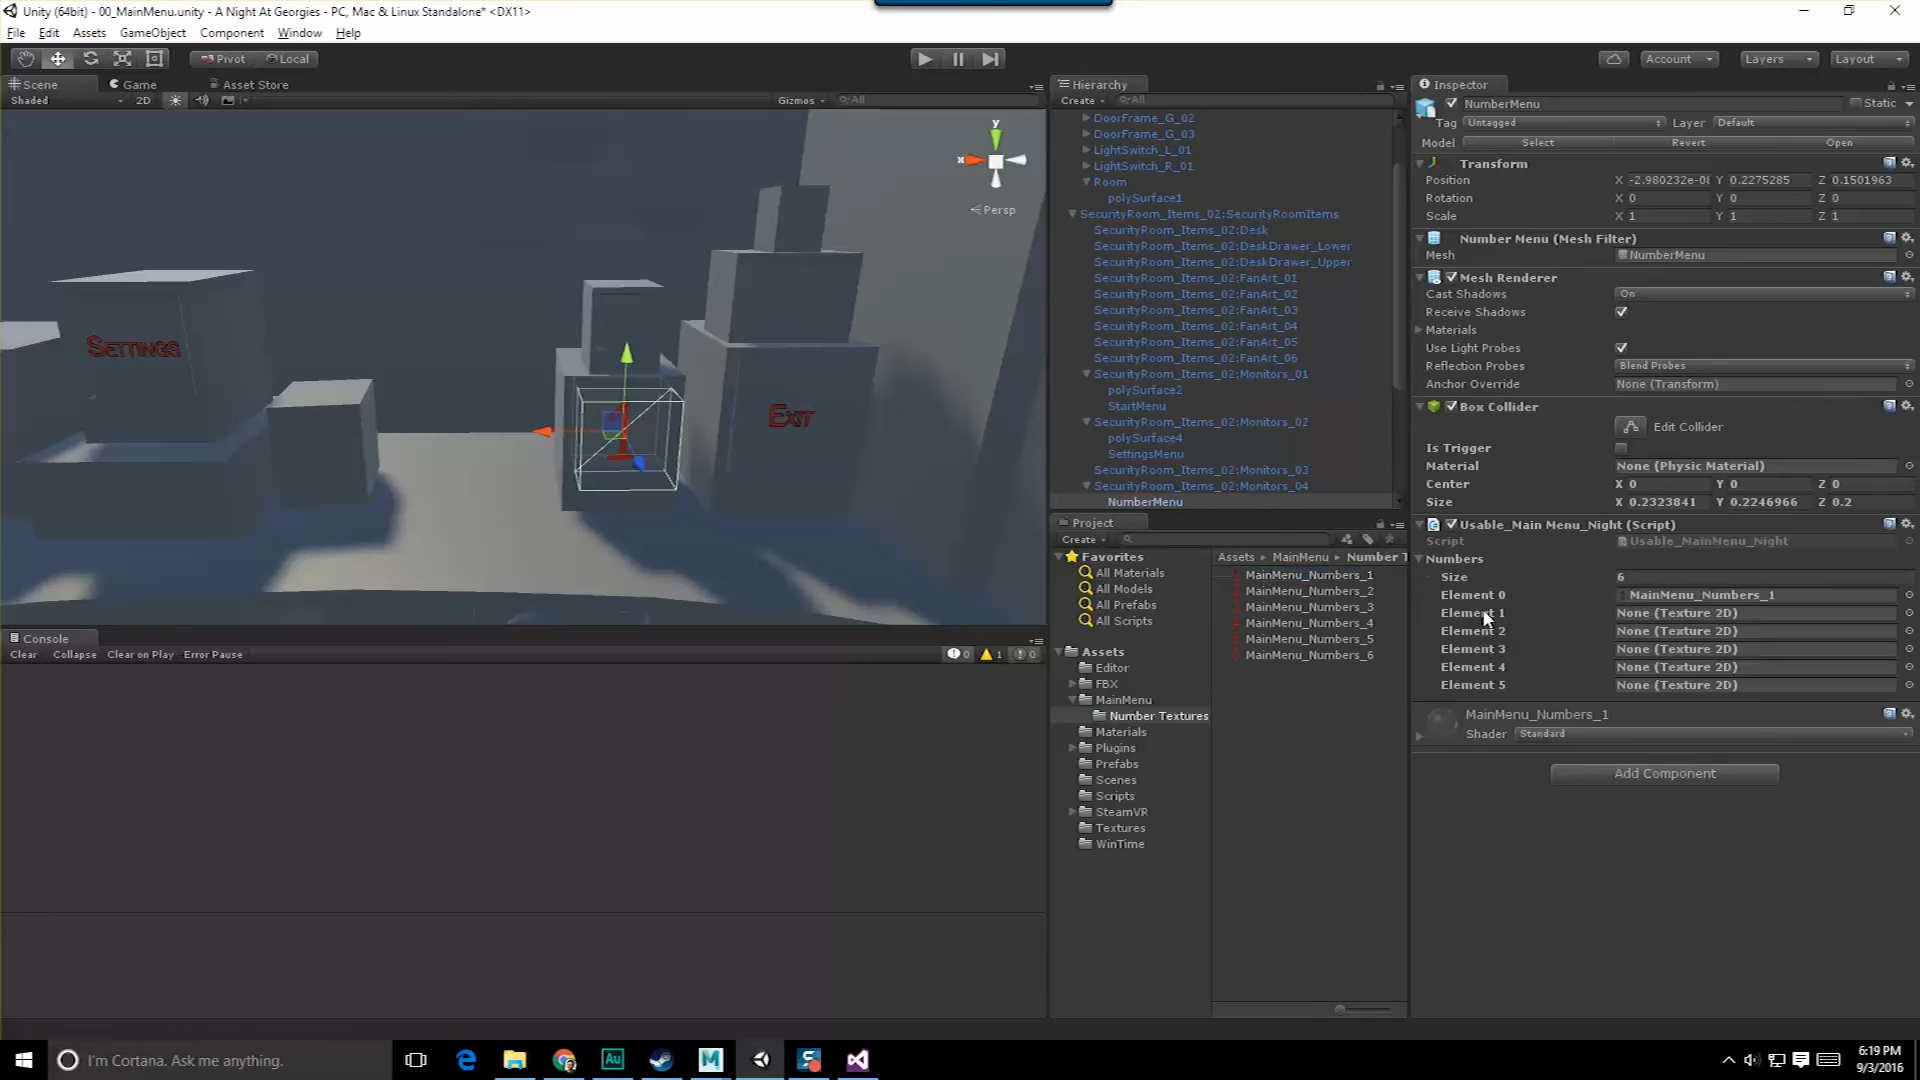 Unity (64bit) - 00_MainMenu.unity - A Night At Georgies - PC, Mac & Linux Standalone* <DX11>
File Edit Assets GameObject Component Window Help
Pivot Local Account Layers Layout
Scene Game Asset Store
Shaded 2D Gizmos All
y
x
Persp
SETTINGS
EXIT
Console
Clear Collapse Clear on Play Error Pause 0 1 0
Hierarchy
Create All
DoorFrame_G_02
DoorFrame_G_03
LightSwitch_L_01
LightSwitch_R_01
Room
polySurface1
SecurityRoom_Items_02:SecurityRoomItems
SecurityRoom_Items_02:Desk
SecurityRoom_Items_02:DeskDrawer_Lower
SecurityRoom_Items_02:DeskDrawer_Upper
SecurityRoom_Items_02:FanArt_01
SecurityRoom_Items_02:FanArt_02
SecurityRoom_Items_02:FanArt_03
SecurityRoom_Items_02:FanArt_04
SecurityRoom_Items_02:FanArt_05
SecurityRoom_Items_02:FanArt_06
SecurityRoom_Items_02:Monitors_01
polySurface2
StartMenu
SecurityRoom_Items_02:Monitors_02
polySurface4
SettingsMenu
SecurityRoom_Items_02:Monitors_03
SecurityRoom_Items_02:Monitors_04
NumberMenu
Project
Create
Favorites
All Materials
All Models
All Prefabs
All Scripts
Assets
Editor
FBX
MainMenu
Number Textures
Materials
Plugins
Prefabs
Scenes
Scripts
SteamVR
Textures
WinTime
Assets MainMenu Number T
MainMenu_Numbers_1
MainMenu_Numbers_2
MainMenu_Numbers_3
MainMenu_Numbers_4
MainMenu_Numbers_5
MainMenu_Numbers_6
Inspector
NumberMenu Static
Tag Untagged Layer Default
Model Select Revert Open
Transform
Position X -2.980232e-08 Y 0.2275285 Z 0.1501963
Rotation X 0 Y 0 Z 0
Scale X 1 Y 1 Z 1
Number Menu (Mesh Filter)
Mesh NumberMenu
Mesh Renderer
Cast Shadows On
Receive Shadows
Materials
Use Light Probes
Reflection Probes Blend Probes
Anchor Override None (Transform)
Box Collider
Edit Collider
Is Trigger
Material None (Physic Material)
Center X 0 Y 0 Z 0
Size X 0.2323841 Y 0.2246966 Z 0.2
Usable_Main Menu_Night (Script)
Script Usable_MainMenu_Night
Numbers
Size 6
Element 0 MainMenu_Numbers_1
Element 1 None (Texture 2D)
Element 2 None (Texture 2D)
Element 3 None (Texture 2D)
Element 4 None (Texture 2D)
Element 5 None (Texture 2D)
MainMenu_Numbers_1
Shader Standard
Add Component
I'm Cortana. Ask me anything.
6:19 PM
9/3/2016